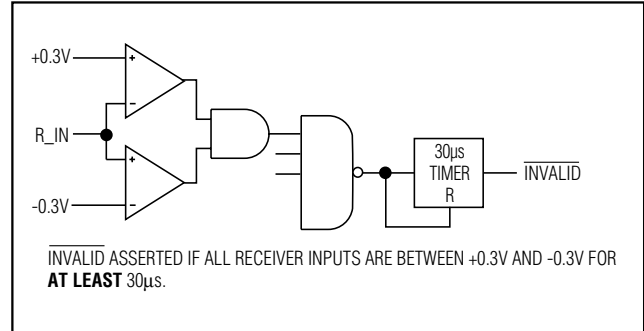 +0.3V
+
-
R_IN
+
-
-0.3V
30µs
TIMER
R
INVALID
INVALID ASSERTED IF ALL RECEIVER INPUTS ARE BETWEEN +0.3V AND -0.3V FOR
AT LEAST 30µs.